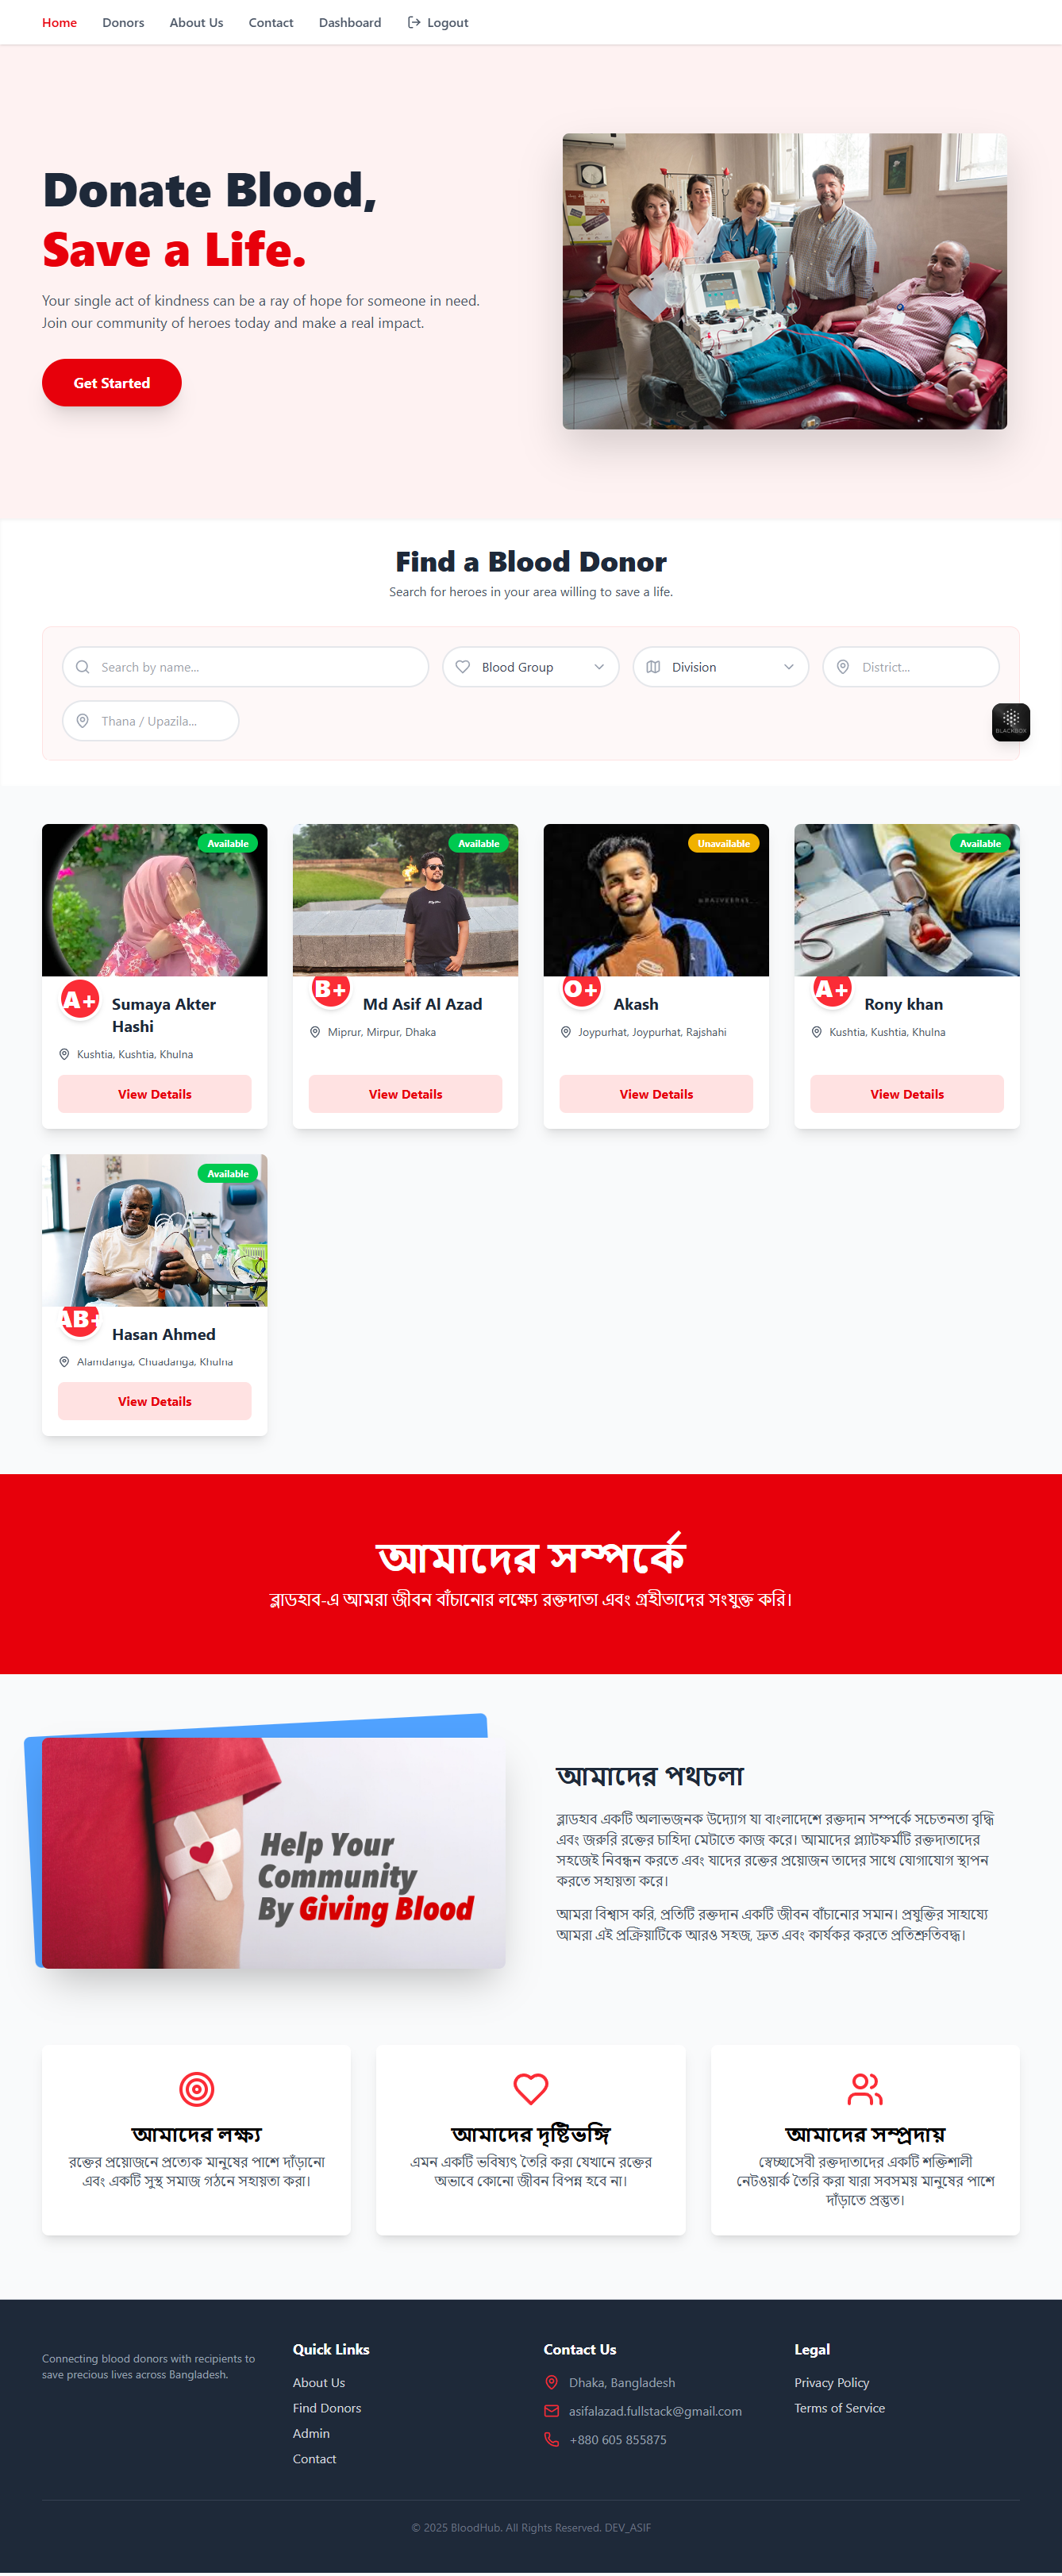 Home
Donors
About Us
Contact
Dashboard
Logout
Donate Blood,
Save a Life.
Your single act of kindness can be a ray of hope for someone in need.
Join our community of heroes today and make a real impact.
Get Started
Find a Blood Donor
Search for heroes in your area willing to save a life.
Search by name...
Blood Group
Division
District...
Thana / Upazila...
BLACKBOX
Available
A+
Sumaya Akter
Hashi
Kushtia, Kushtia, Khulna
View Details
Available
B+
Md Asif Al Azad
Miprur, Mirpur, Dhaka
View Details
Unavailable
O+
Akash
Joypurhat, Joypurhat, Rajshahi
View Details
Available
A+
Rony khan
Kushtia, Kushtia, Khulna
View Details
Available
AB+
Hasan Ahmed
Alamdanga, Chuadanga, Khulna
View Details
আমাদের সম্পর্কে
ব্লাডহাব-এ আমরা জীবন বাঁচানোর লক্ষ্যে রক্তদাতা এবং গ্রহীতাদের সংযুক্ত করি।
Help Your
Community
By Giving Blood
আমাদের পথচলা
ব্লাডহাব একটি অলাভজনক উদ্যোগ যা বাংলাদেশে রক্তদান সম্পর্কে সচেতনতা বৃদ্ধি
এবং জরুরি রক্তের চাহিদা মেটাতে কাজ করে। আমাদের প্ল্যাটফর্মটি রক্তদাতাদের
সহজেই নিবন্ধন করতে এবং যাদের রক্তের প্রয়োজন তাদের সাথে যোগাযোগ স্থাপন
করতে সহায়তা করে।
আমরা বিশ্বাস করি, প্রতিটি রক্তদান একটি জীবন বাঁচানোর সমান। প্রযুক্তির সাহায্যে
আমরা এই প্রক্রিয়াটিকে আরও সহজ, দ্রুত এবং কার্যকর করতে প্রতিশ্রুতিবদ্ধ।
আমাদের লক্ষ্য
রক্তের প্রয়োজনে প্রত্যেক মানুষের পাশে দাঁড়ানো
এবং একটি সুস্থ সমাজ গঠনে সহায়তা করা।
আমাদের দৃষ্টিভঙ্গি
এমন একটি ভবিষ্যৎ তৈরি করা যেখানে রক্তের
অভাবে কোনো জীবন বিপন্ন হবে না।
আমাদের সম্প্রদায়
স্বেচ্ছাসেবী রক্তদাতাদের একটি শক্তিশালী
নেটওয়ার্ক তৈরি করা যারা সবসময় মানুষের পাশে
দাঁড়াতে প্রস্তুত।
Connecting blood donors with recipients to
save precious lives across Bangladesh.
Quick Links
About Us
Find Donors
Admin
Contact
Contact Us
Dhaka, Bangladesh
asifalazad.fullstack@gmail.com
+880 605 855875
Legal
Privacy Policy
Terms of Service
© 2025 BloodHub. All Rights Reserved. DEV_ASIF